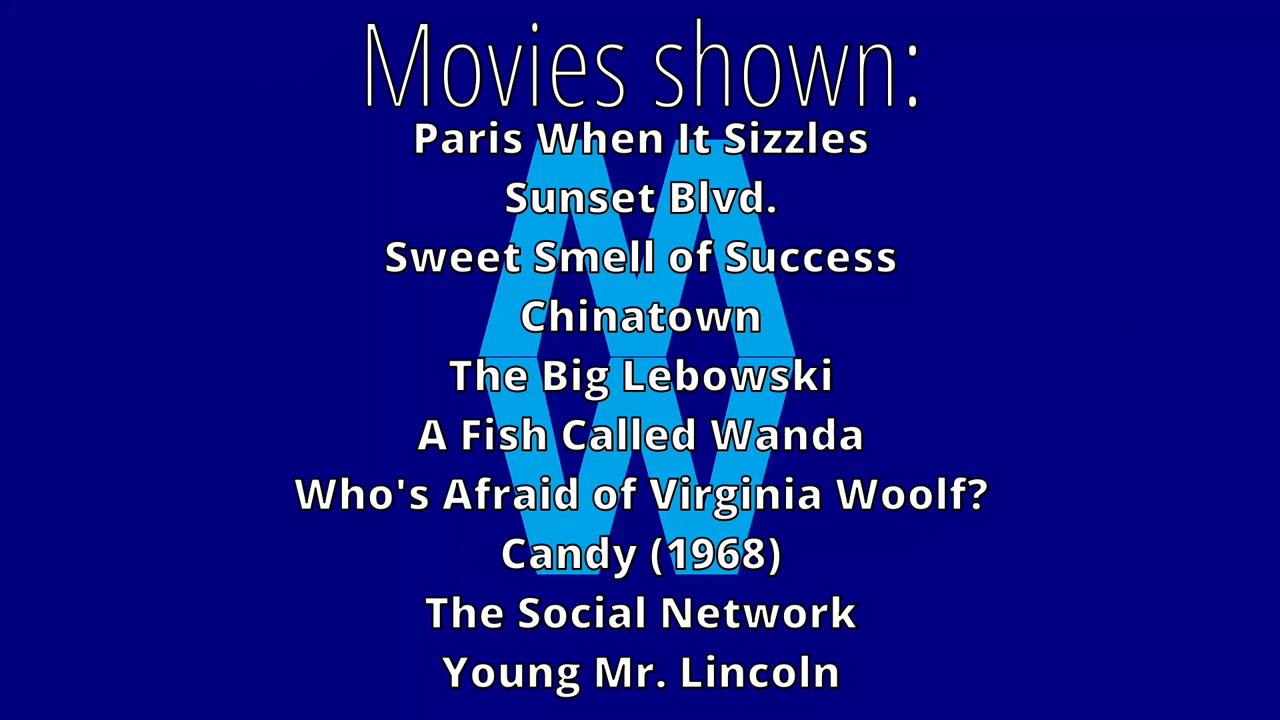 Movies shown:
Paris When It Sizzles
Sunset Blvd.
Sweet Smell of Success
Chinatown
The Big Lebowski
A Fish Called Wanda
Who's Afraid of Virginia Woolf?
Candy (1968)
The Social Network
Young Mr. Lincoln